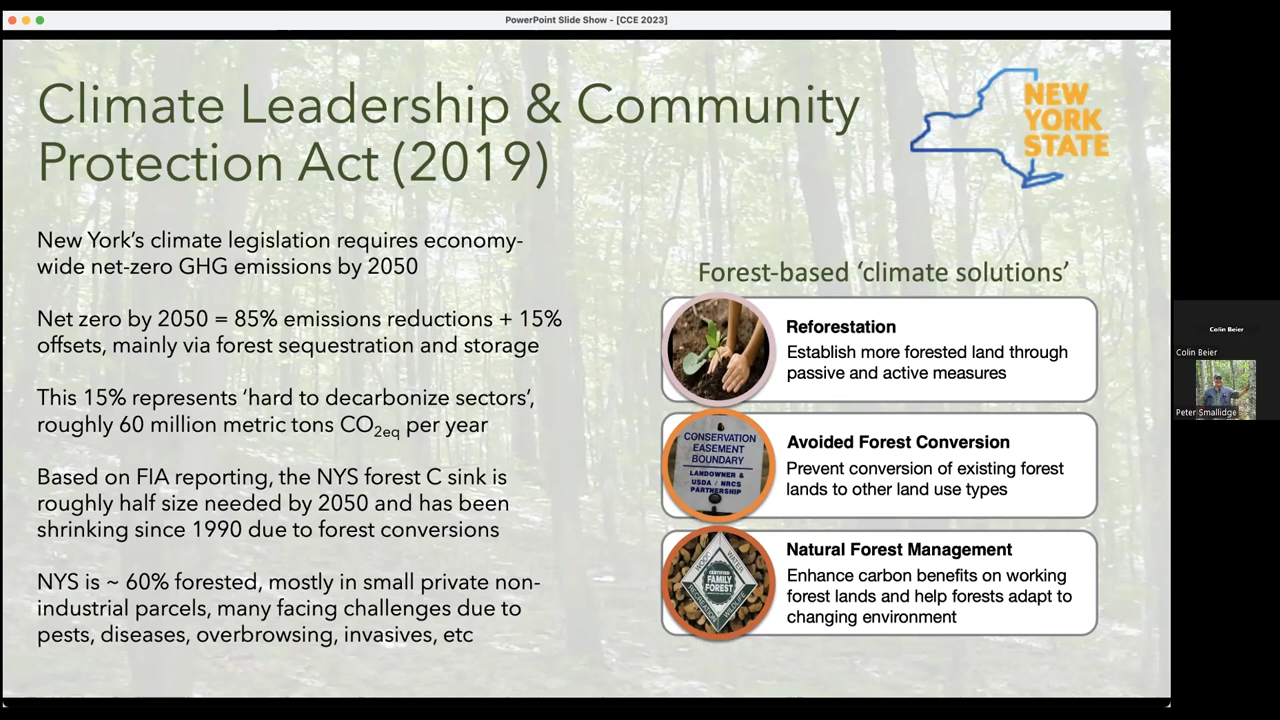 PowerPoint Slide Show - [CCE 2023]
Climate Leadership & Community
Protection Act (2019)
NEW
YORK
STATE
New York's climate legislation requires economy-
wide net-zero GHG emissions by 2050
Net zero by 2050 = 85% emissions reductions + 15%
offsets, mainly via forest sequestration and storage
This 15% represents 'hard to decarbonize sectors',
roughly 60 million metric tons CO2eq per year
Based on FIA reporting, the NYS forest C sink is
roughly half size needed by 2050 and has been
shrinking since 1990 due to forest conversions
NYS is ~ 60% forested, mostly in small private non-
industrial parcels, many facing challenges due to
pests, diseases, overbrowsing, invasives, etc
Forest-based 'climate solutions'
Reforestation
Establish more forested land through
passive and active measures
CONSERVATION
EASEMENT
BOUNDARY
LANDOWNER &
USDA / NRCS
PARTNERSHIP
Avoided Forest Conversion
Prevent conversion of existing forest
lands to other land use types
WOOD
WATER
CERTIFIED
FAMILY
FOREST
RECREATION
WILDLIFE
Natural Forest Management
Enhance carbon benefits on working
forest lands and help forests adapt to
changing environment
Colin Beier
Colin Beier
Peter Smallidge